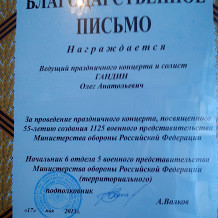 БЛАГОДАРСТВЕННОЕ
ПИСЬМО
Награждается
Ведущий праздничного концерта и солист
ГАНДИН
Олег Анатольевич
За проведение праздничного концерта, посвященного
55-летию создания 1125 военного представительства
Министерства обороны Российской Федерации
Начальник 6 отдела 5 военного представительства
Министерства обороны Российской Федерации
(территориального)
подполковник
А.Волков
«17» мая